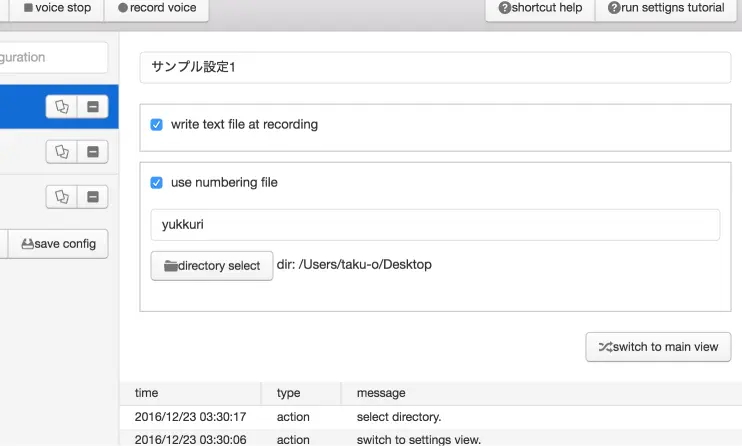 voice stop record voice shortcut help run settigns tutorial
guration
サンプル設定1
write text file at recording
use numbering file
yukkuri
save config
directory select dir: /Users/taku-o/Desktop
switch to main view
time type message
2016/12/23 03:30:17 action select directory.
2016/12/23 03:30:06 action switch to settings view.